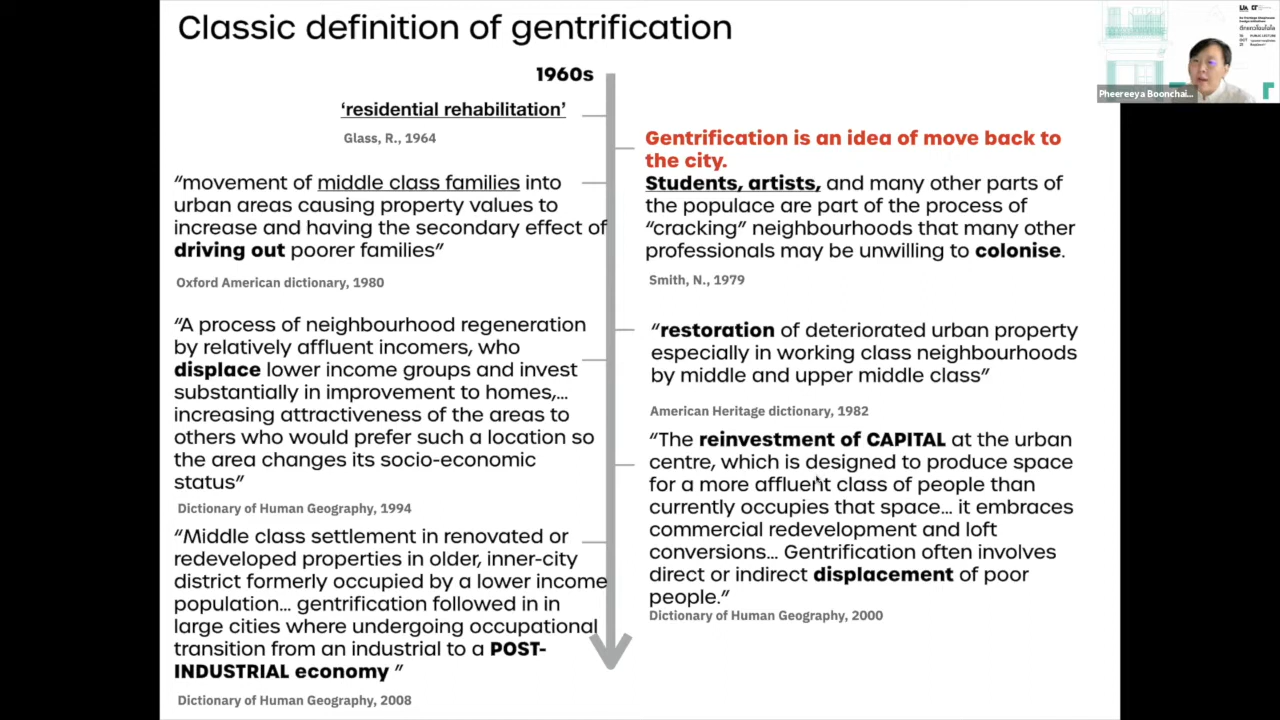 Classic definition of gentrification
1960s
‘residential rehabilitation’
Glass, R., 1964
“movement of middle class families into
urban areas causing property values to
increase and having the secondary effect of
driving out poorer families”
Oxford American dictionary, 1980
“A process of neighbourhood regeneration
by relatively affluent incomers, who
displace lower income groups and invest
substantially in improvement to homes,...
increasing attractiveness of the areas to
others who would prefer such a location so
the area changes its socio-economic
status”
Dictionary of Human Geography, 1994
“Middle class settlement in renovated or
redeveloped properties in older, inner-city
district formerly occupied by a lower income
population... gentrification followed in in
large cities where undergoing occupational
transition from an industrial to a POST-
INDUSTRIAL economy ”
Dictionary of Human Geography, 2008
Gentrification is an idea of move back to
the city.
Students, artists, and many other parts of
the populace are part of the process of
“cracking” neighbourhoods that many other
professionals may be unwilling to colonise.
Smith, N., 1979
“restoration of deteriorated urban property
especially in working class neighbourhoods
by middle and upper middle class”
American Heritage dictionary, 1982
“The reinvestment of CAPITAL at the urban
centre, which is designed to produce space
for a more affluent class of people than
currently occupies that space... it embraces
commercial redevelopment and loft
conversions... Gentrification often involves
direct or indirect displacement of poor
people.”
Dictionary of Human Geography, 2000
Pheereeya Boonchai...